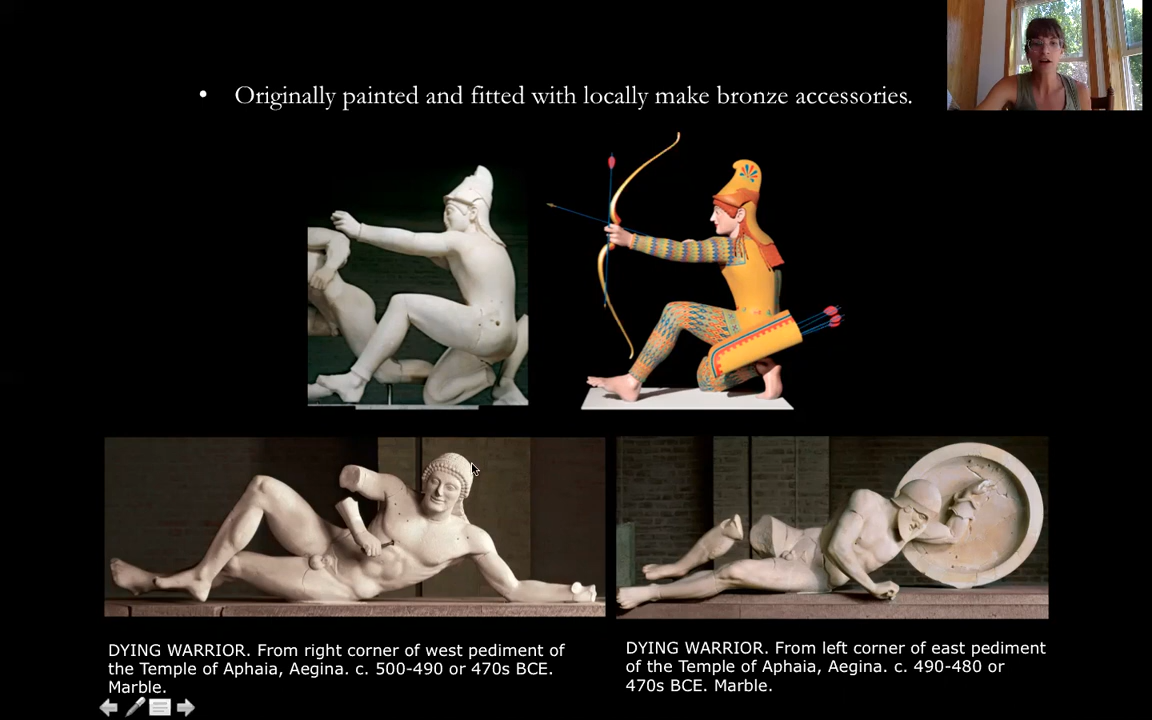 • Originally painted and fitted with locally make bronze accessories.
DYING WARRIOR. From right corner of west pediment of
the Temple of Aphaia, Aegina. c. 500-490 or 470s BCE.
Marble.
DYING WARRIOR. From left corner of east pediment
of the Temple of Aphaia, Aegina. c. 490-480 or
470s BCE. Marble.